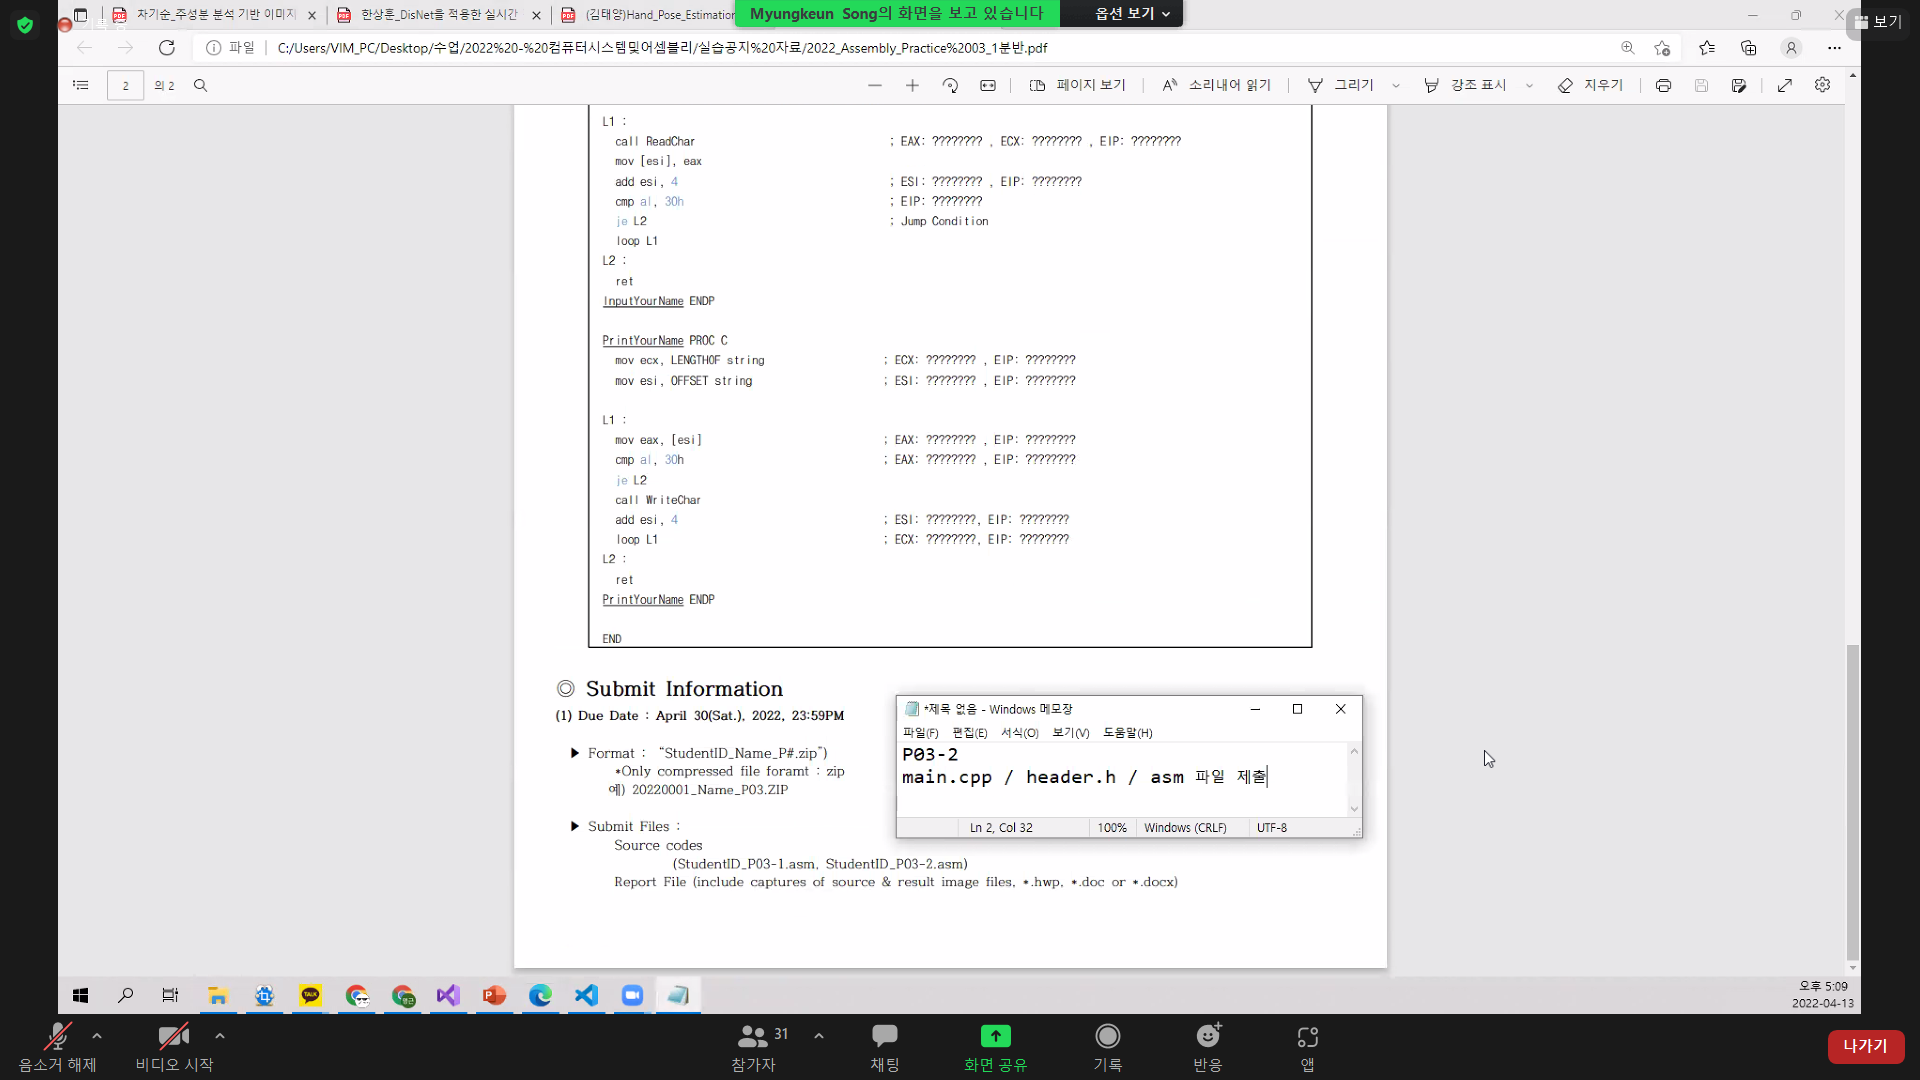 자기순_주성분 분석 기반 이미지
한상훈_DisNet을 적용한 실시간
(김태양)Hand_Pose_Estimation
Myungkeun Song의 화면을 보고 있습니다
옵션 보기
보기
파일
C:/Users/VIM_PC/Desktop/수업/2022%20-%20컴퓨터시스템및어셈블리/실습공지%20자료/2022_Assembly_Practice%2003_1분반.pdf
2 의 2
페이지 보기
소리내어 읽기
그리기
강조 표시
지우기
L1 :
call ReadChar ; EAX: ???????? , ECX: ???????? , EIP: ????????
mov [esi], eax
add esi, 4 ; ESI: ???????? , EIP: ????????
cmp al, 30h ; EIP: ????????
je L2 ; Jump Condition
loop L1
L2 :
ret
InputYourName ENDP
PrintYourName PROC C
mov ecx, LENGTHOF string ; ECX: ???????? , EIP: ????????
mov esi, OFFSET string ; ESI: ???????? , EIP: ????????
L1 :
mov eax, [esi] ; EAX: ???????? , EIP: ????????
cmp al, 30h ; EAX: ???????? , EIP: ????????
je L2
call WriteChar
add esi, 4 ; ESI: ????????, EIP: ????????
loop L1 ; ECX: ????????, EIP: ????????
L2 :
ret
PrintYourName ENDP
END
◎ Submit Information
(1) Due Date : April 30(Sat.), 2022, 23:59PM
▶ Format : “StudentID_Name_P#.zip”)
*Only compressed file foramt : zip
예) 20220001_Name_P03.ZIP
▶ Submit Files :
Source codes
(StudentID_P03-1.asm, StudentID_P03-2.asm)
Report File (include captures of source & result image files, *.hwp, *.doc or *.docx)
*제목 없음 - Windows 메모장
파일(F) 편집(E) 서식(O) 보기(V) 도움말(H)
P03-2
main.cpp / header.h / asm 파일 제출
Ln 2, Col 32
100%
Windows (CRLF)
UTF-8
TALK
오후 5:09
2022-04-13
음소거 해제
비디오 시작
31
참가자
채팅
화면 공유
기록
반응
앱
나가기